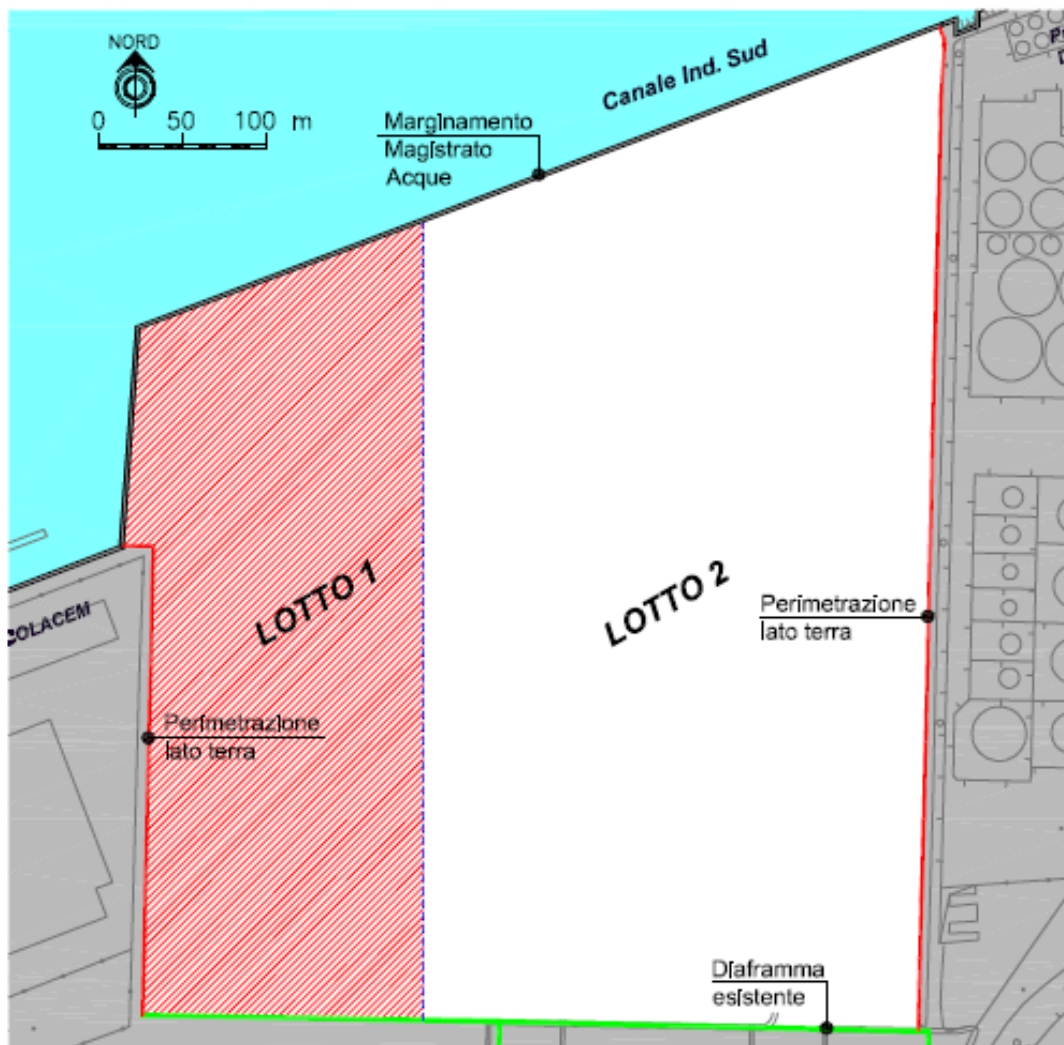 NORD
0 50 100 m
Canale Ind. Sud
Marginamento
Magistrato
Acque
LOTTO 1
LOTTO 2
COLACEM
Perimetrazione
lato terra
Perimetrazione
lato terra
Diaframma
esistente